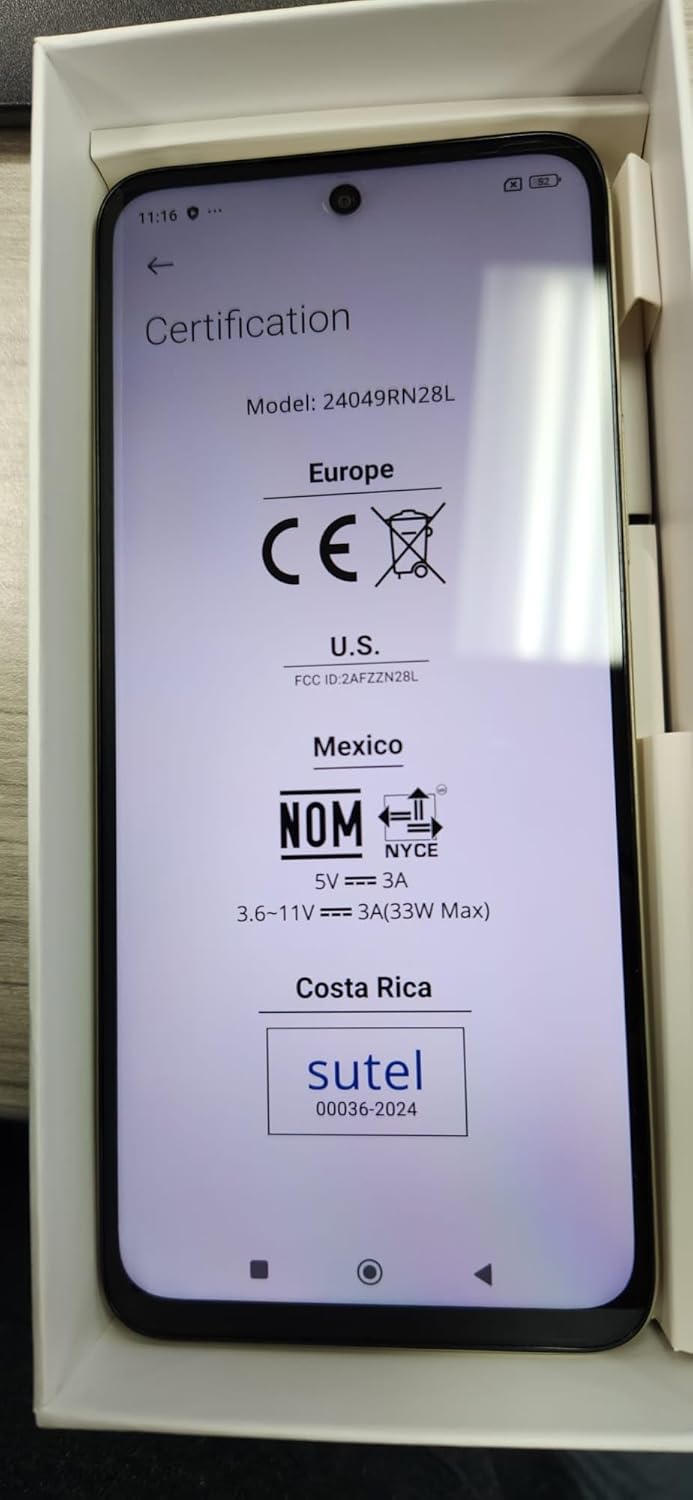 11:16 ...
92
Certification
Model: 24049RN28L
Europe
CE
U.S.
FCC ID:2AFZZN28L
Mexico
NOM NYCE
5V⎓3A
3.6~11V⎓3A(33W Max)
Costa Rica
sutel
00036-2024